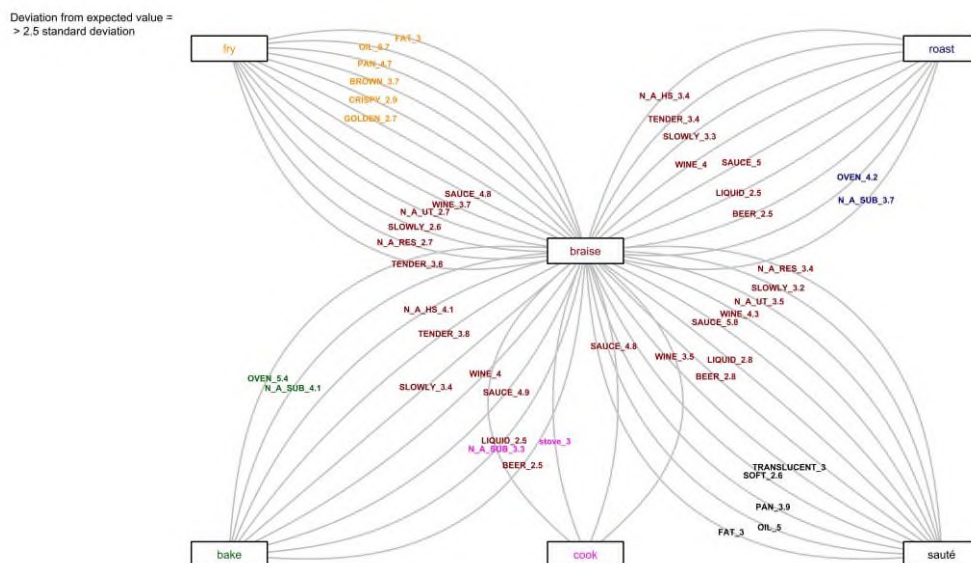 Deviation from expected value =
> 2.5 standard deviation
fry
roast
FAT_3
OIL_3.7
PAN_4.7
BROWN_3.7
CRISPY_2.9
GOLDEN_2.7
N_A_HS_3.4
TENDER_3.4
SLOWLY_3.3
WINE_4
SAUCE_5
OVEN_4.2
LIQUID_2.5
N_A_SUB_3.7
BEER_2.5
SAUCE_4.8
WINE_3.7
N_A_UT_2.7
SLOWLY_2.6
N_A_RES_2.7
TENDER_3.6
braise
N_A_RES_3.4
SLOWLY_3.2
N_A_UT_3.5
WINE_4.3
SAUCE_5.8
N_A_HS_4.1
TENDER_3.8
SAUCE_4.8
WINE_3.5
LIQUID_2.8
BEER_2.8
OVEN_5.4
N_A_SUB_4.1
SLOWLY_3.4
WINE_4
SAUCE_4.9
LIQUID_2.5
stove_3
N_A_SUB_3.3
BEER_2.5
TRANSLUCENT_3
SOFT_2.6
PAN_3.9
OIL_5
FAT_3
bake
cook
sauté